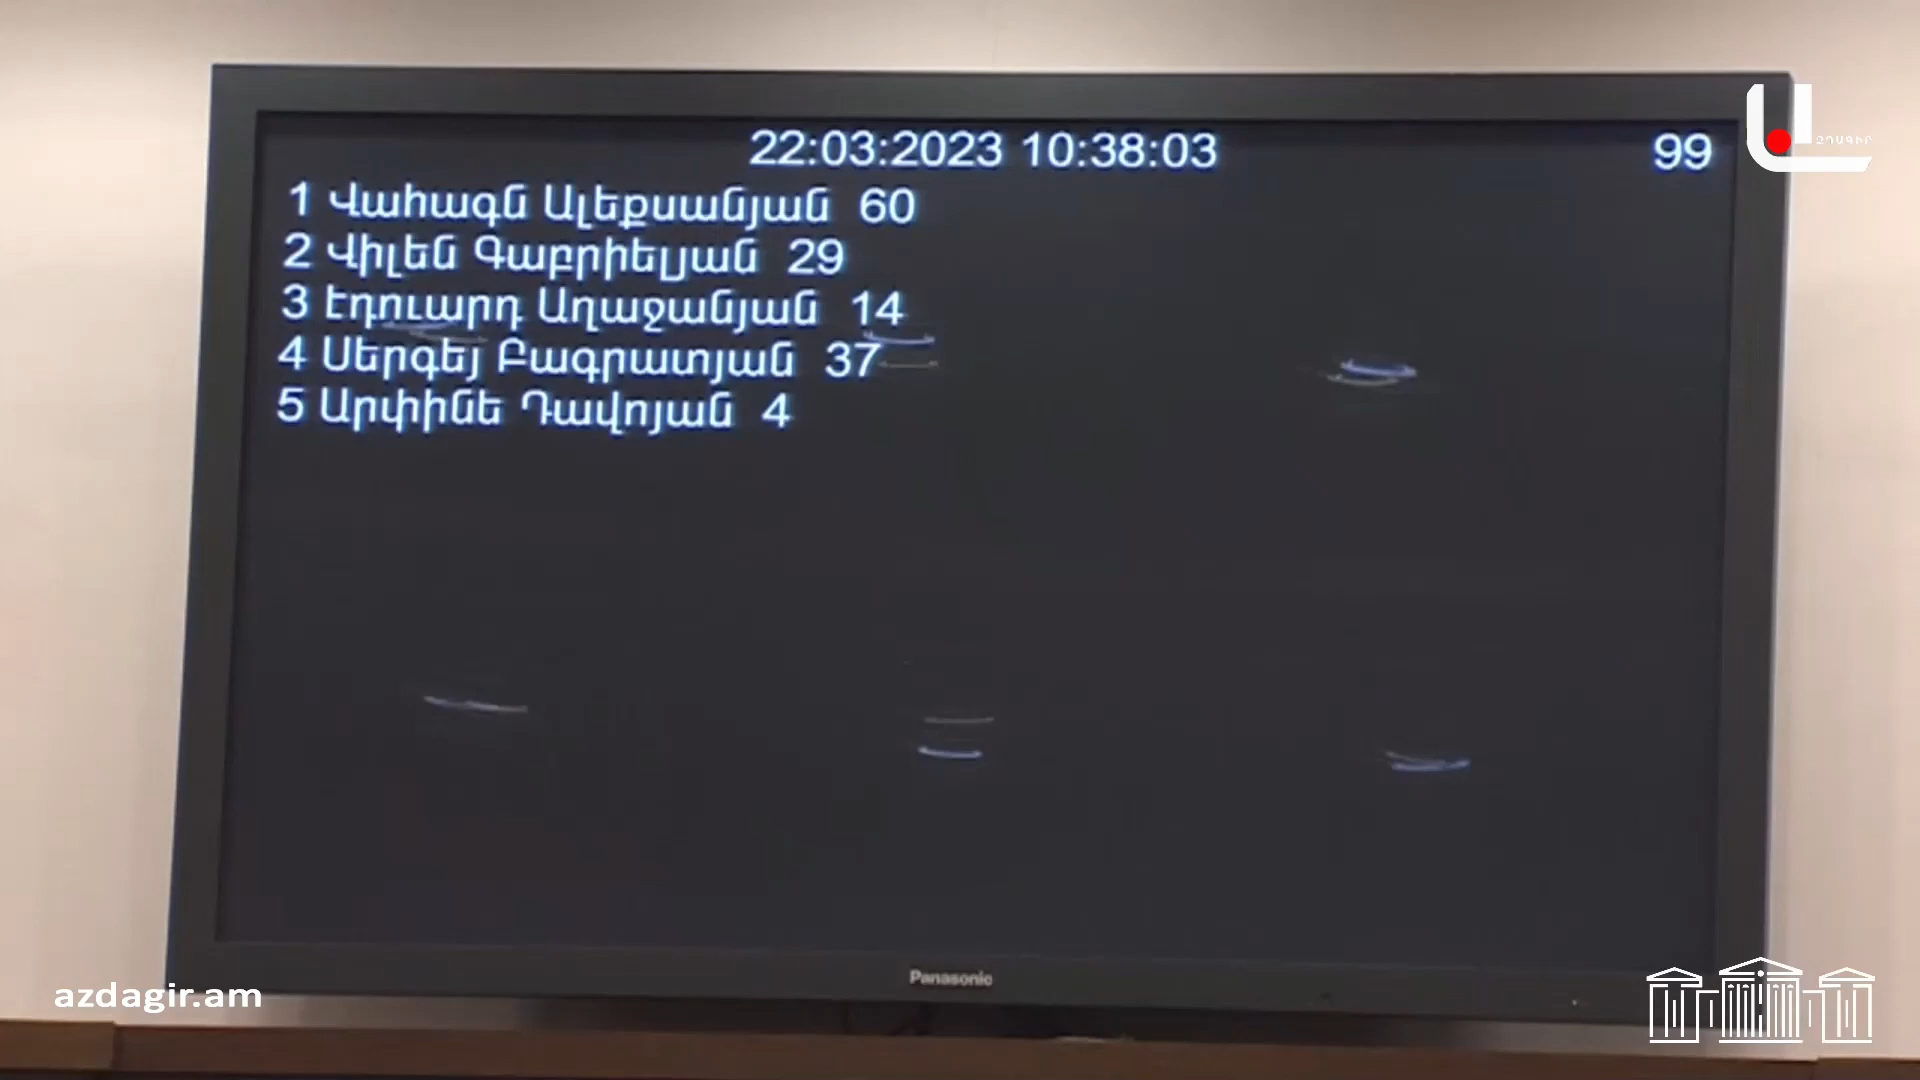 22:03:2023 10:38:03 99
1 Վահագն Ալեքսանյան 60
2 Վիլեն Գաբրիելյան 29
3 Էդուարդ Աղաջանյան 14
4 Սերգեյ Բագրատյան 37
5 Արփինե Դավոյան 4
Panasonic
azdagir.am
ԶԴԱԳԻՐ